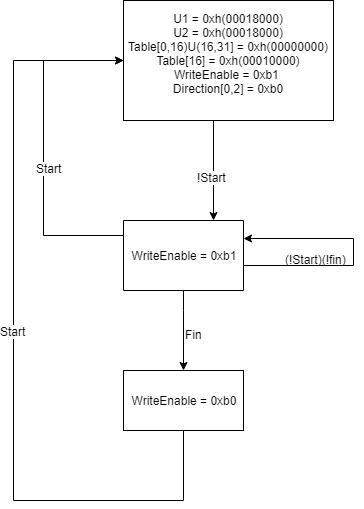 U1 = 0xh(00018000)
U2 = 0xh(00018000)
Table[0,16)U(16,31] = 0xh(00000000)
Table[16] = 0xh(00010000)
WriteEnable = 0xb1
Direction[0,2] = 0xb0
Start
!Start
WriteEnable = 0xb1
(!Start)(!fin)
Start
Fin
WriteEnable = 0xb0